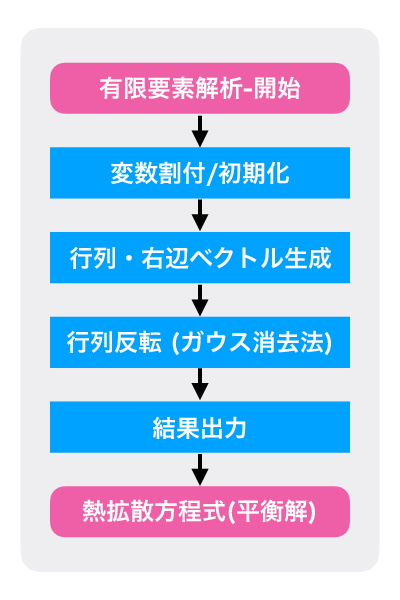 有限要素解析-開始
変数割付/初期化
行列・右辺ベクトル生成
行列反転 (ガウス消去法)
結果出力
熱拡散方程式(平衡解)